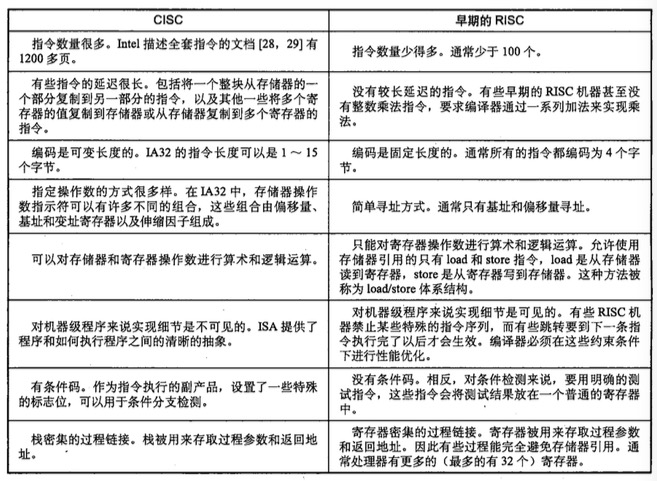 CISC
早期的 RISC
指令数量很多。Intel 描述全套指令的文档 [28，29] 有
1200 多页。
指令数量少得多。通常少于 100 个。
有些指令的延迟很长。包括将一个整块从存储器的一
个部分复制到另一部分的指令，以及其他一些将多个寄
存器的值复制到存储器或从存储器复制到多个寄存器的
指令。
没有较长延迟的指令。有些早期的 RISC 机器甚至没
有整数乘法指令，要求编译器通过一系列加法来实现乘
法。
编码是可变长度的。IA32 的指令长度可以是 1 ～ 15
个字节。
编码是固定长度的。通常所有的指令都编码为 4 个字
节。
指定操作数的方式很多样。在 IA32 中，存储器操作
数指示符可以有许多不同的组合，这些组合由偏移量、
基址和变址寄存器以及伸缩因子组成。
简单寻址方式。通常只有基址和偏移量寻址。
可以对存储器和寄存器操作数进行算术和逻辑运算。
只能对寄存器操作数进行算术和逻辑运算。允许使用
存储器引用的只有 load 和 store 指令，load 是从存储器
读到寄存器，store 是从寄存器写到存储器。这种方法被
称为 load/store 体系结构。
对机器级程序来说实现细节是不可见的。ISA 提供了
程序和如何执行程序之间的清晰的抽象。
对机器级程序来说实现细节是可见的。有些 RISC 机
器禁止某些特殊的指令序列，而有些跳转要到下一条指
令执行完了以后才会生效。编译器必须在这些约束条件
下进行性能优化。
有条件码。作为指令执行的副产品，设置了一些特殊
的标志位，可以用于条件分支检测。
没有条件码。相反，对条件检测来说，要用明确的测
试指令，这些指令会将测试结果放在一个普通的寄存器
中。
栈密集的过程链接。栈被用来存取过程参数和返回地
址。
寄存器密集的过程链接。寄存器被用来存取过程参数
和返回地址。因此有些过程能完全避免存储器引用。通
常处理器有更多的（最多的有 32 个）寄存器。